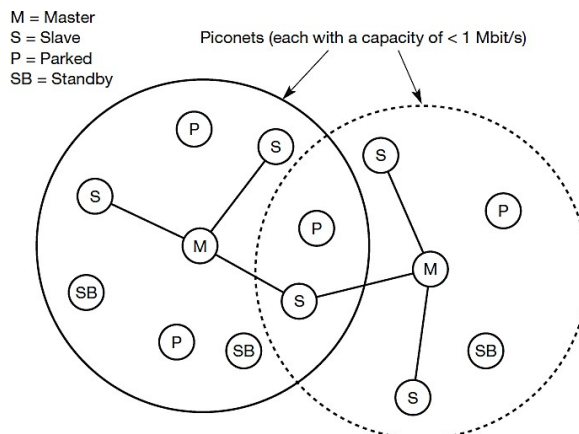 M = Master
S = Slave
P = Parked
SB = Standby
Piconets (each with a capacity of < 1 Mbit/s)
P
S
S
S
P
P
M
M
SB
S
P
SB
SB
S